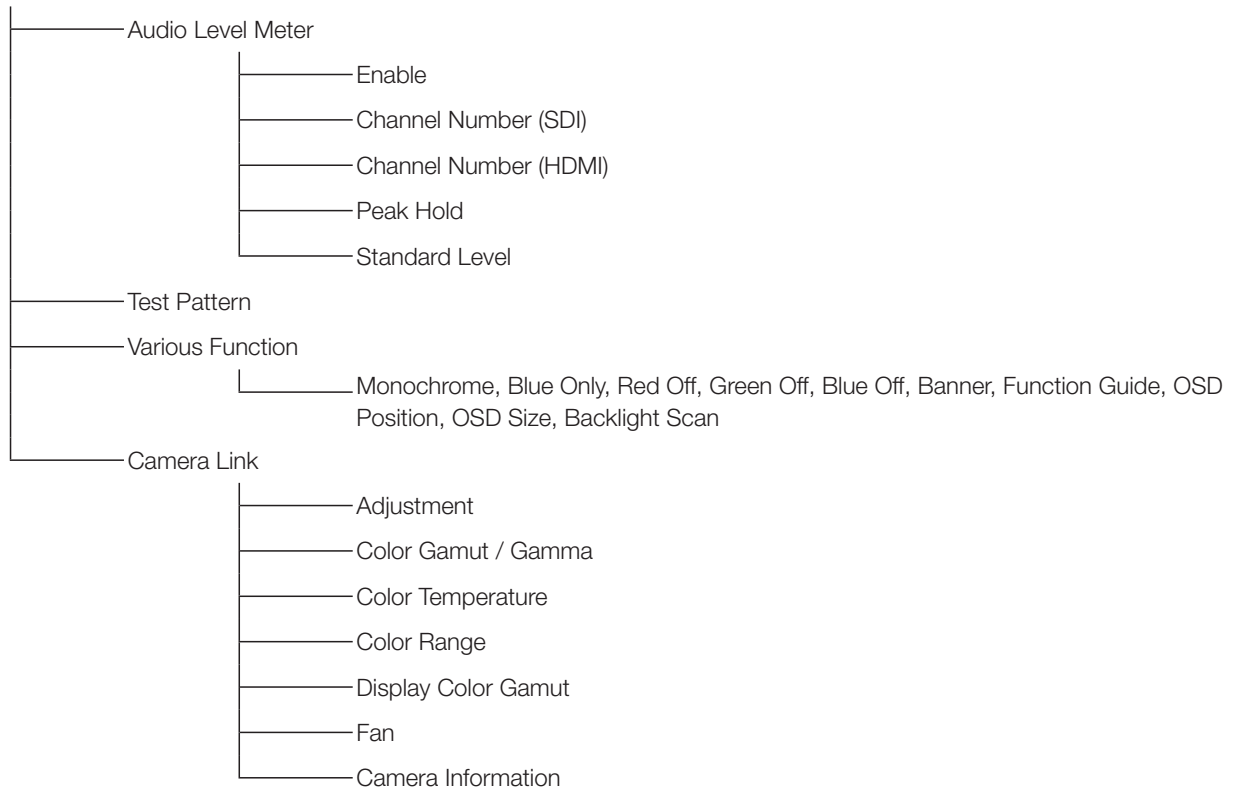 Audio Level Meter
Enable
Channel Number (SDI)
Channel Number (HDMI)
Peak Hold
Standard Level
Test Pattern
Various Function
Monochrome, Blue Only, Red Off, Green Off, Blue Off, Banner, Function Guide, OSD
Position, OSD Size, Backlight Scan
Camera Link
Adjustment
Color Gamut / Gamma
Color Temperature
Color Range
Display Color Gamut
Fan
Camera Information